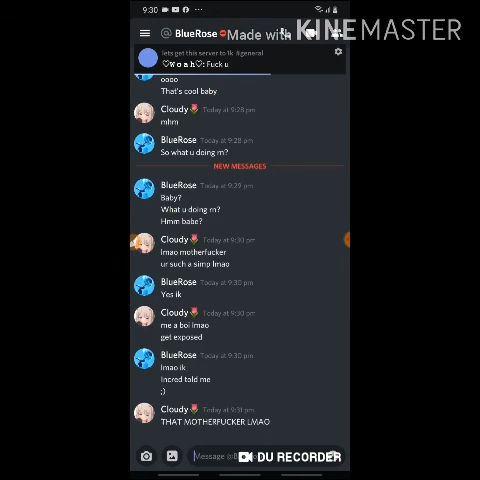 9:30
@ BlueRose
Made with
KINEMASTER
lets get this server to 1k #general
♡𝚆𝚘𝚊𝚑♡: Fuck u
oooo
That's cool baby
Cloudy🌷 Today at 9:28 pm
mhm
BlueRose Today at 9:28 pm
So what u doing rn?
NEW MESSAGES
BlueRose Today at 9:29 pm
Baby?
What u doing rn?
Hmm babe?
Cloudy🌷 Today at 9:30 pm
lmao motherfucker
ur such a simp lmao
BlueRose Today at 9:30 pm
Yes ik
Cloudy🌷 Today at 9:30 pm
me a boi lmao
get exposed
BlueRose Today at 9:30 pm
lmao ik
Incred told me
;)
Cloudy🌷 Today at 9:31 pm
THAT MOTHERFUCKER LMAO
Message @B
DU RECORDER